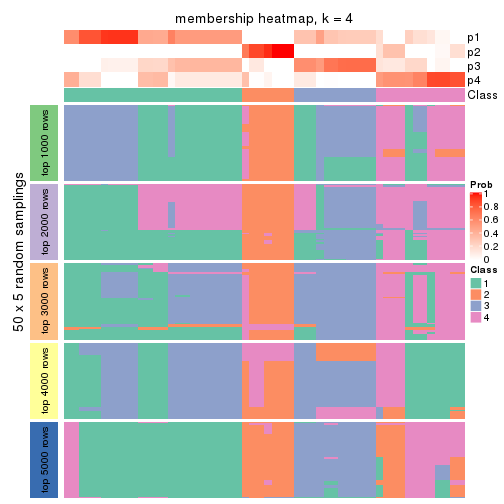 membership heatmap, k = 4
p1
p2
p3
p4
Class
50 x 5 random samplings
top 1000 rows
top 2000 rows
top 3000 rows
top 4000 rows
top 5000 rows
Prob
1
0.8
0.6
0.4
0.2
0
Class
1
2
3
4